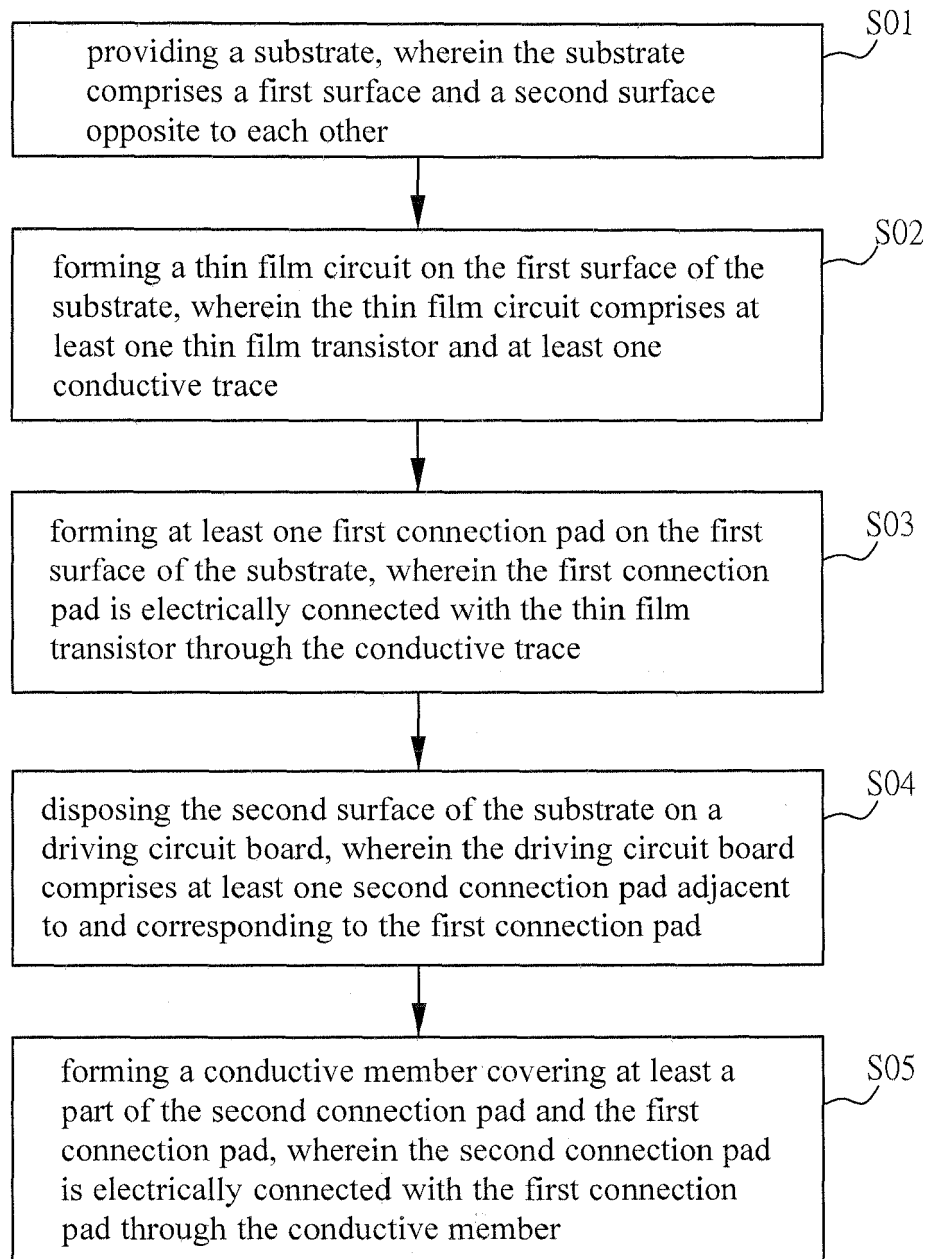 S01
providing a substrate, wherein the substrate
comprises a first surface and a second surface
opposite to each other
S02
forming a thin film circuit on the first surface of the
substrate, wherein the thin film circuit comprises at
least one thin film transistor and at least one
conductive trace
S03
forming at least one first connection pad on the first
surface of the substrate, wherein the first connection
pad is electrically connected with the thin film
transistor through the conductive trace
S04
disposing the second surface of the substrate on a
driving circuit board, wherein the driving circuit board
comprises at least one second connection pad adjacent
to and corresponding to the first connection pad
S05
forming a conductive member covering at least a
part of the second connection pad and the first
connection pad, wherein the second connection pad
is electrically connected with the first connection
pad through the conductive member